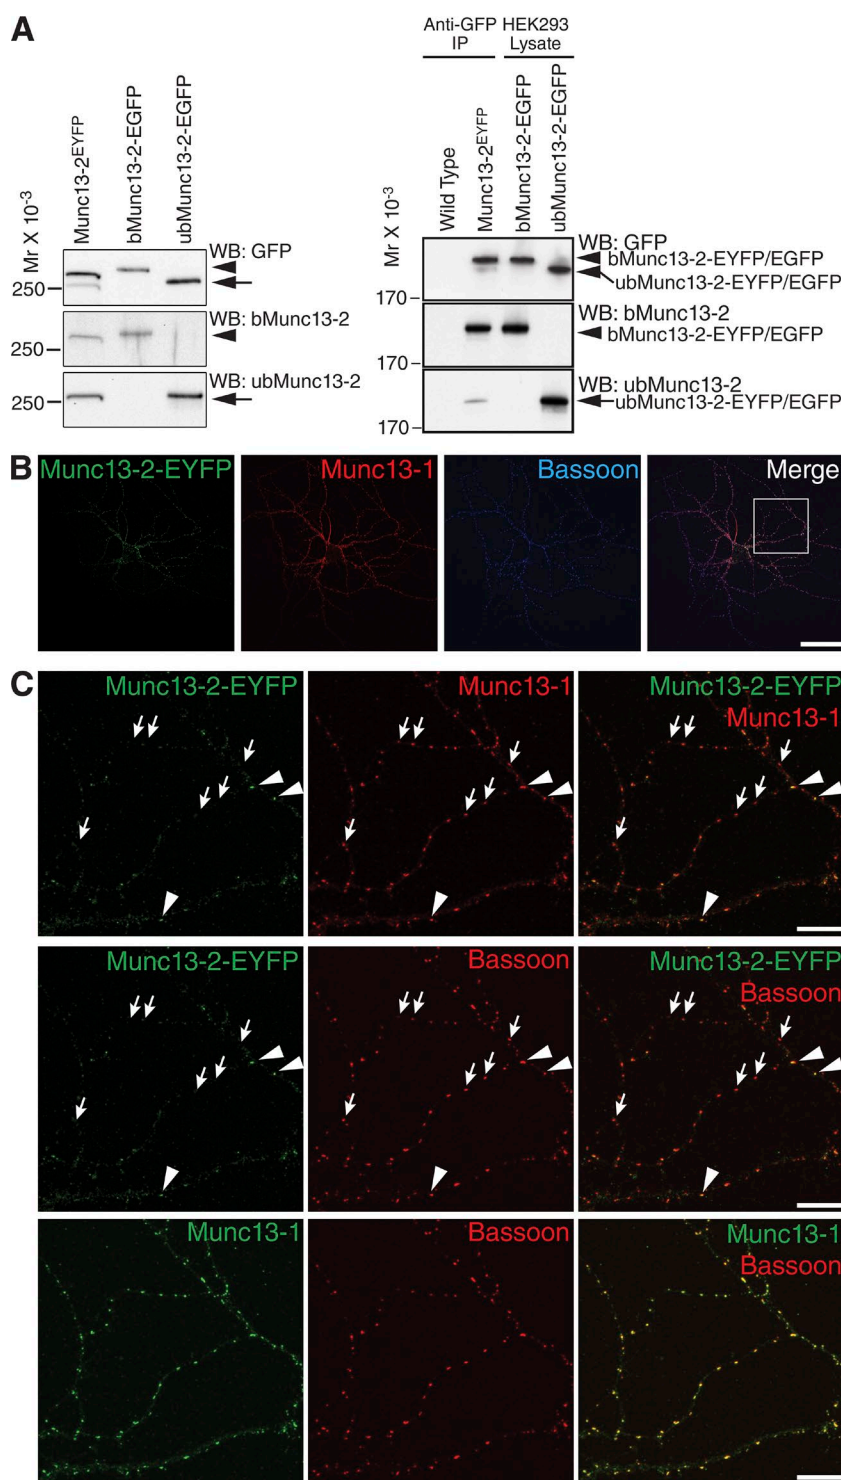 A
Mr X 10-3
Munc13-2EYFP
bMunc13-2-EGFP
ubMunc13-2-EGFP
WB: GFP
250
WB: bMunc13-2
250
WB: ubMunc13-2
250
Anti-GFP
IP
HEK293
Lysate
Mr X 10-3
Wild Type
Munc13-2EYFP
bMunc13-2-EGFP
ubMunc13-2-EGFP
WB: GFP
bMunc13-2-EYFP/EGFP
ubMunc13-2-EYFP/EGFP
170
WB: bMunc13-2
bMunc13-2-EYFP/EGFP
170
WB: ubMunc13-2
ubMunc13-2-EYFP/EGFP
170
B
Munc13-2-EYFP
Munc13-1
Bassoon
Merge
C
Munc13-2-EYFP
Munc13-1
Munc13-2-EYFP
Munc13-1
Munc13-2-EYFP
Bassoon
Munc13-2-EYFP
Bassoon
Munc13-1
Bassoon
Munc13-1
Bassoon